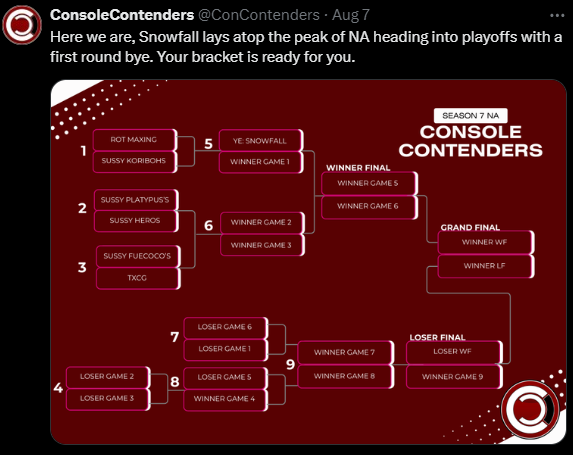 ConsoleContenders @ConContenders · Aug 7
Here we are, Snowfall lays atop the peak of NA heading into playoffs with a
first round bye. Your bracket is ready for you.
SEASON 7 NA
CONSOLE
CONTENDERS
1
ROT MAXING
SUSSY KORIBOHS
5
YE: SNOWFALL
WINNER GAME 1
WINNER FINAL
WINNER GAME 5
WINNER GAME 6
2
SUSSY PLATYPUS'S
SUSSY HEROS
6
WINNER GAME 2
WINNER GAME 3
3
SUSSY FUECOCO'S
TXCG
GRAND FINAL
WINNER WF
WINNER LF
7
LOSER GAME 6
LOSER GAME 1
9
WINNER GAME 7
WINNER GAME 8
LOSER FINAL
LOSER WF
WINNER GAME 9
4
LOSER GAME 2
LOSER GAME 3
8
LOSER GAME 5
WINNER GAME 4